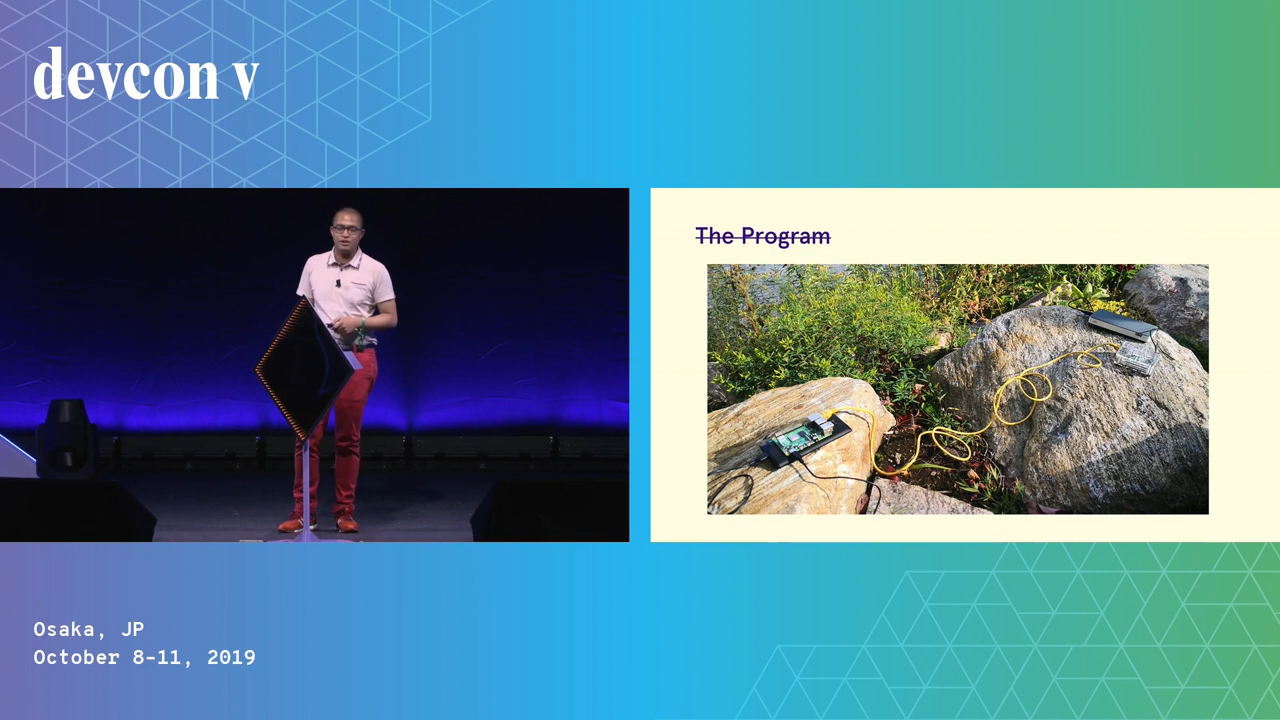 devcon v
The Program
Osaka, JP
October 8-11, 2019